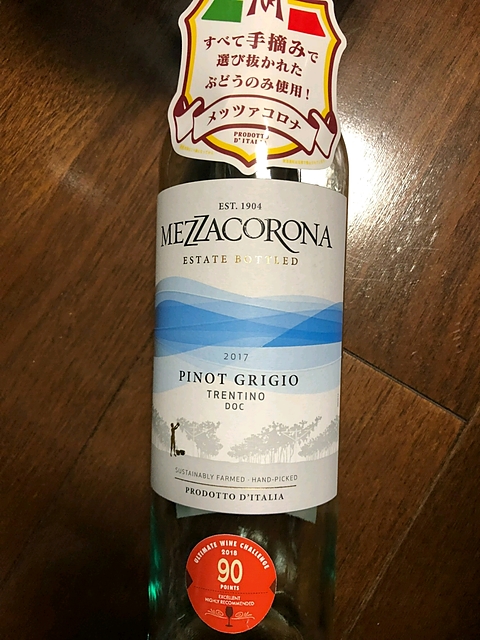 すべて手摘みで
選び抜かれた
ぶどうのみ使用!
メッツァコロナ
PRODOTTO
D'ITALIA
EST. 1904
MEZZACORONA
ESTATE BOTTLED
2017
PINOT GRIGIO
TRENTINO
DOC
SUSTAINABLY FARMED · HAND-PICKED
PRODOTTO D'ITALIA
ULTIMATE WINE CHALLENGE
2018
90
POINTS
EXCELLENT
HIGHLY RECOMMENDED